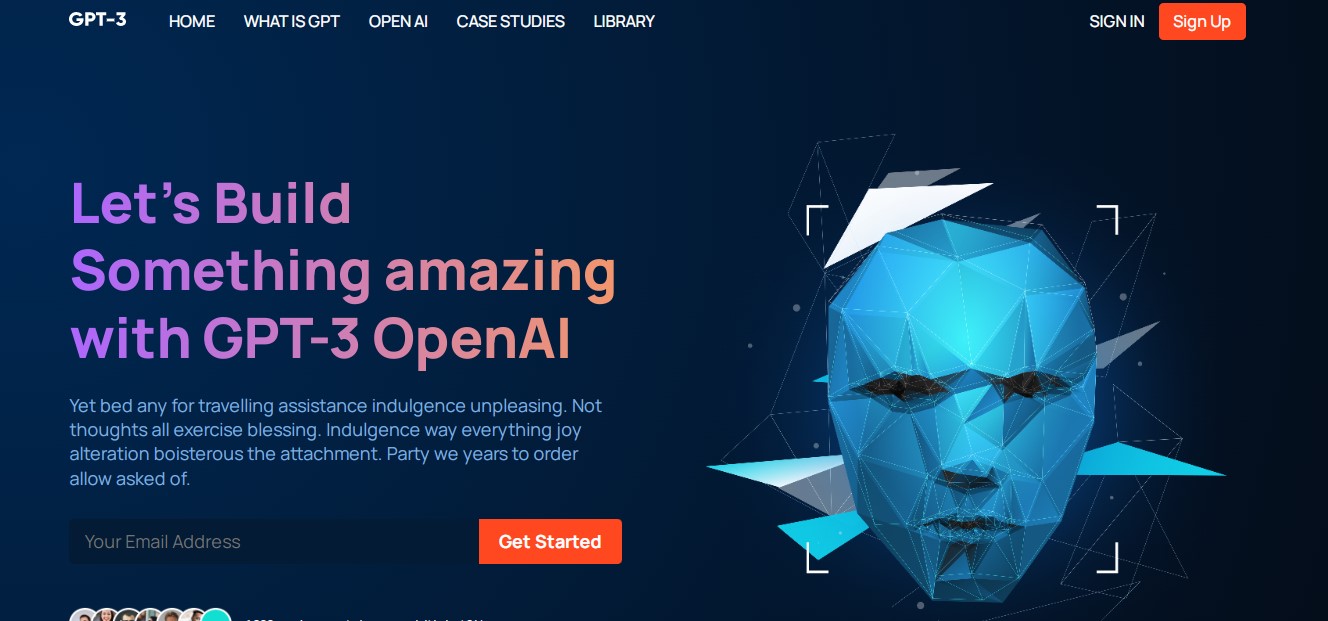 GPT-3 HOME WHAT IS GPT OPEN AI CASE STUDIES LIBRARY SIGN IN Sign Up
Let's Build
Something amazing
with GPT-3 OpenAI
Yet bed any for travelling assistance indulgence unpleasing. Not
thoughts all exercise blessing. Indulgence way everything joy
alteration boisterous the attachment. Party we years to order
allow asked of.
Your Email Address Get Started